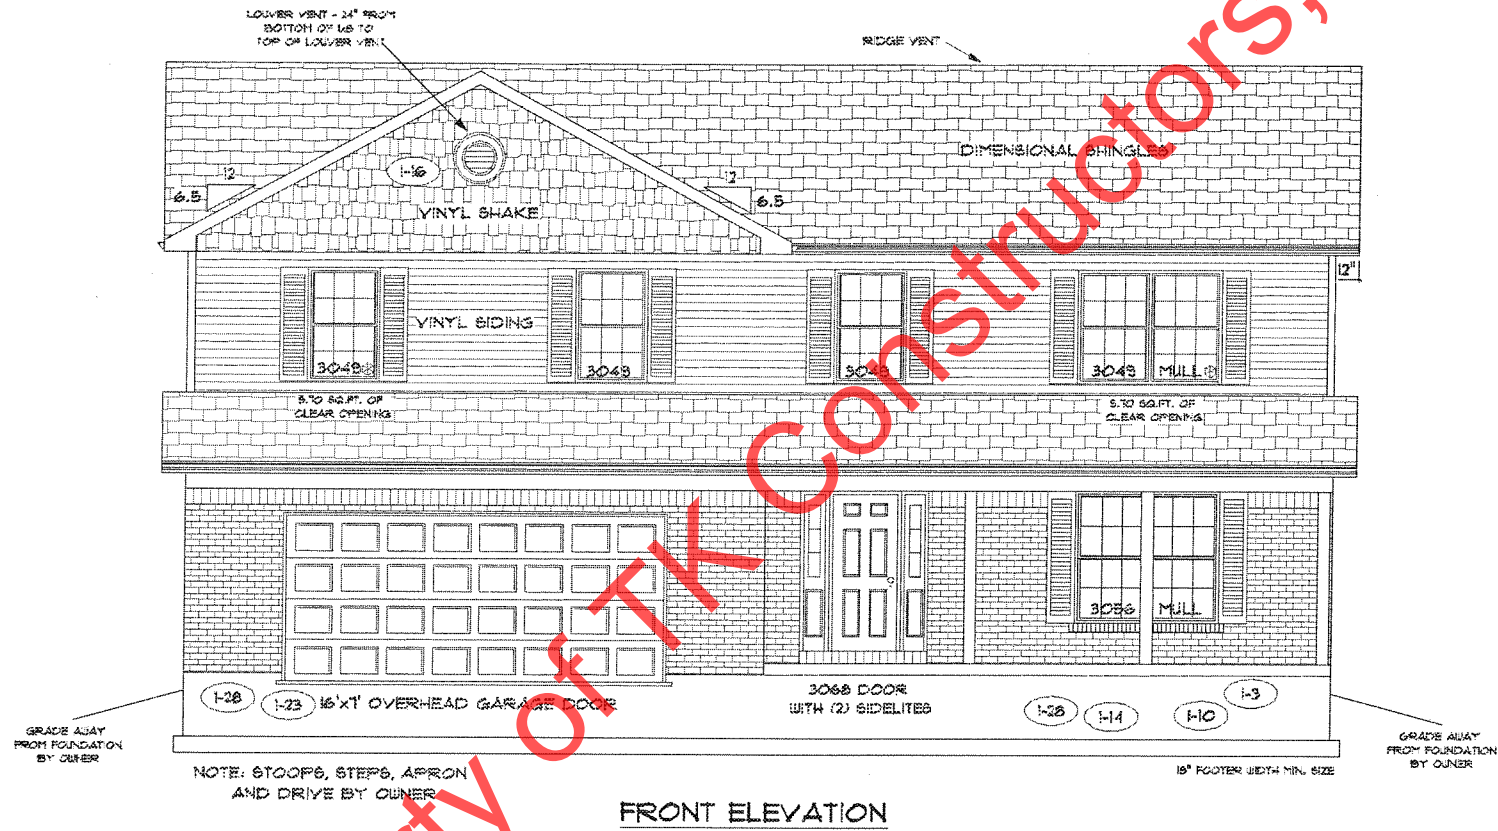 LOUVER VENT - 24" FROM
BOTTOM OF
TOP OF LOUVER VENT
RIDGE VENT
DIMENSIONAL SHINGLES
1-16
12
6.5
12
6.5
VINYL SHAKE
12"
VINYL SIDING
3049
3049
3049
3049 MULL
5.70 SQ.FT. OF
CLEAR OPENING
5.70 SQ.FT. OF
CLEAR OPENING
3056 MULL
1-28
1-23
16'x7' OVERHEAD GARAGE DOOR
3068 DOOR
WITH (2) SIDELITES
1-28
1-14
1-10
1-3
GRADE AWAY
FROM FOUNDATION
BY OWNER
GRADE AWAY
FROM FOUNDATION
BY OWNER
NOTE: STOOPS, STEPS, APRON
AND DRIVE BY OWNER
FOOTER WIDTH MIN. SIZE
FRONT ELEVATION
of TK Constructors,